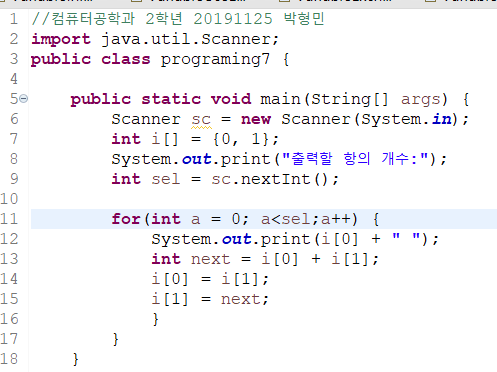 1 //컴퓨터공학과 2학년 20191125 박형민
2 import java.util.Scanner;
3 public class programing7 {
4
5 public static void main(String[] args) {
6 Scanner sc = new Scanner(System.in);
7 int i[] = {0, 1};
8 System.out.print("출력할 항의 개수:");
9 int sel = sc.nextInt();
10
11 for(int a = 0; a<sel;a++) {
12 System.out.print(i[0] + " ");
13 int next = i[0] + i[1];
14 i[0] = i[1];
15 i[1] = next;
16 }
17 }
18 }